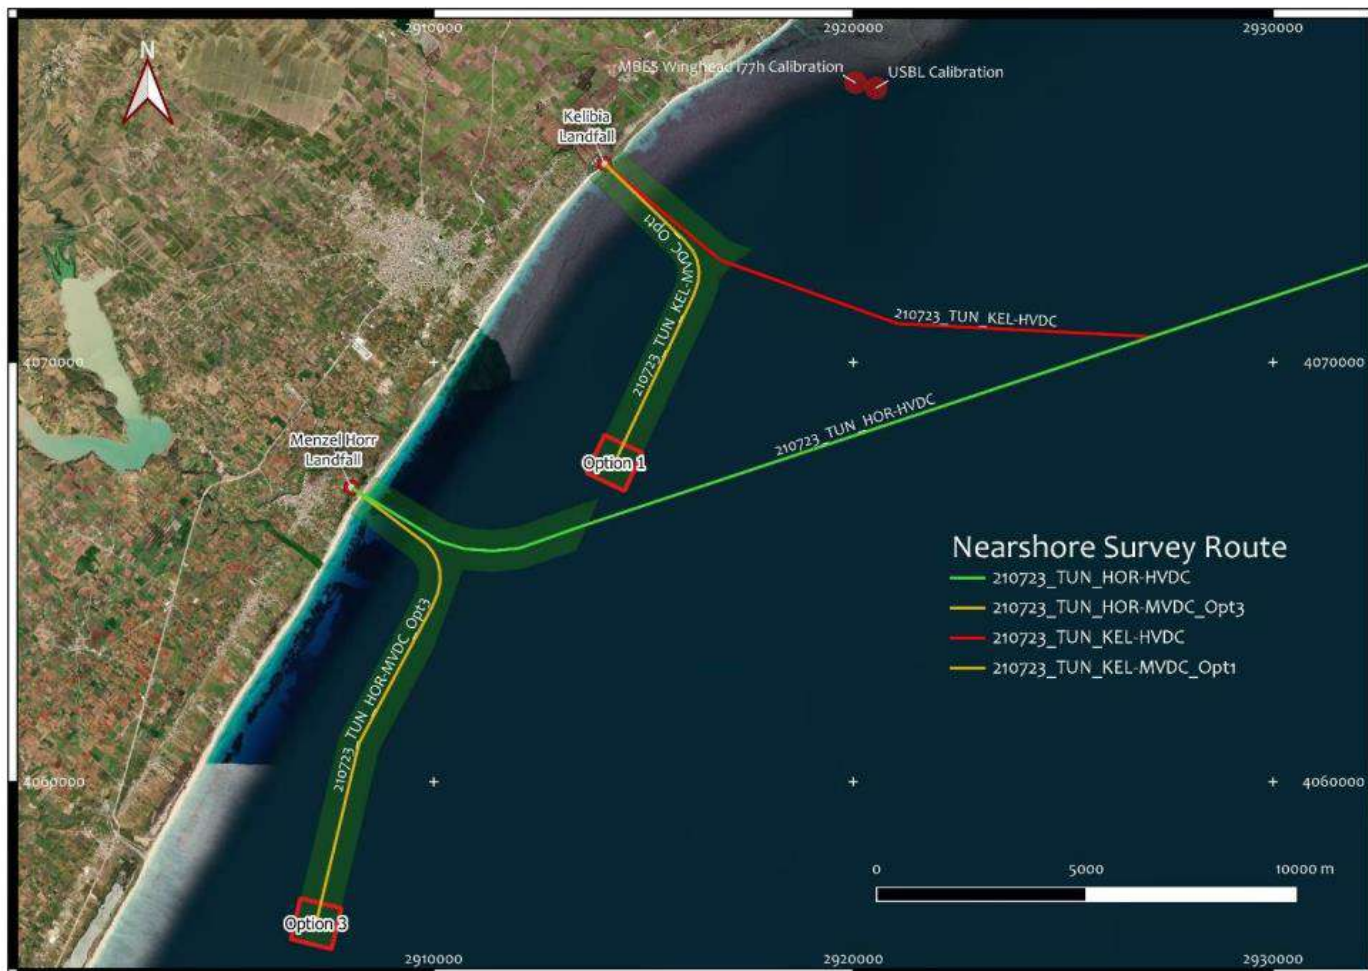 2910000
2920000
2930000
N
MBES Winghead i77h Calibration
USBL Calibration
Kelibia
Landfall
210723_TUN_KEL-MVDC_Opt1
210723_TUN_KEL-HVDC
4070000
4070000
210723_TUN_HOR-HVDC
Menzel Horr
Landfall
Option 1
Nearshore Survey Route
210723_TUN_HOR-HVDC
210723_TUN_HOR-MVDC_Opt3
210723_TUN_KEL-HVDC
210723_TUN_KEL-MVDC_Opt1
210723_TUN_HOR-MVDC_Opt3
4060000
4060000
0 5000 10000 m
Option 3
2910000
2920000
2930000